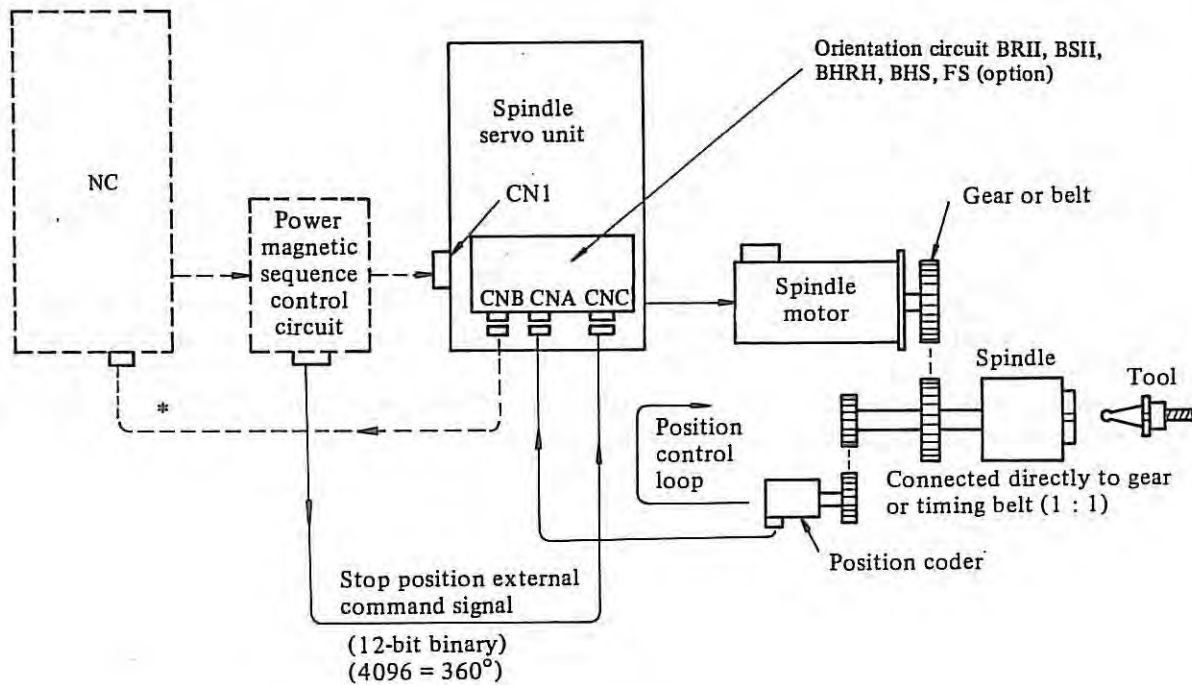 Orientation circuit BRII, BSII,
BHRH, BHS, FS (option)
Spindle
servo unit
NC
CN1
Gear or belt
Power
magnetic
sequence
control
circuit
CNB CNA CNC
Spindle
motor
Spindle
Tool
*
Position
control
loop
Connected directly to gear
or timing belt (1 : 1)
Position coder
Stop position external
command signal
(12-bit binary)
(4096 = 360°)